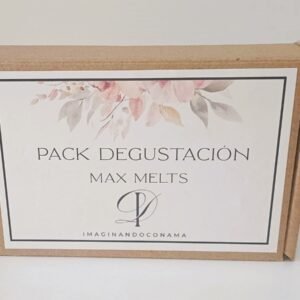 PACK DEGUSTACIÓN
MAX MELTS
IMAGINANDOCONAMA